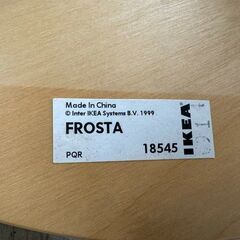 Made In China
© Inter IKEA Systems B.V. 1999
FROSTA
PQR
18545
IKEA